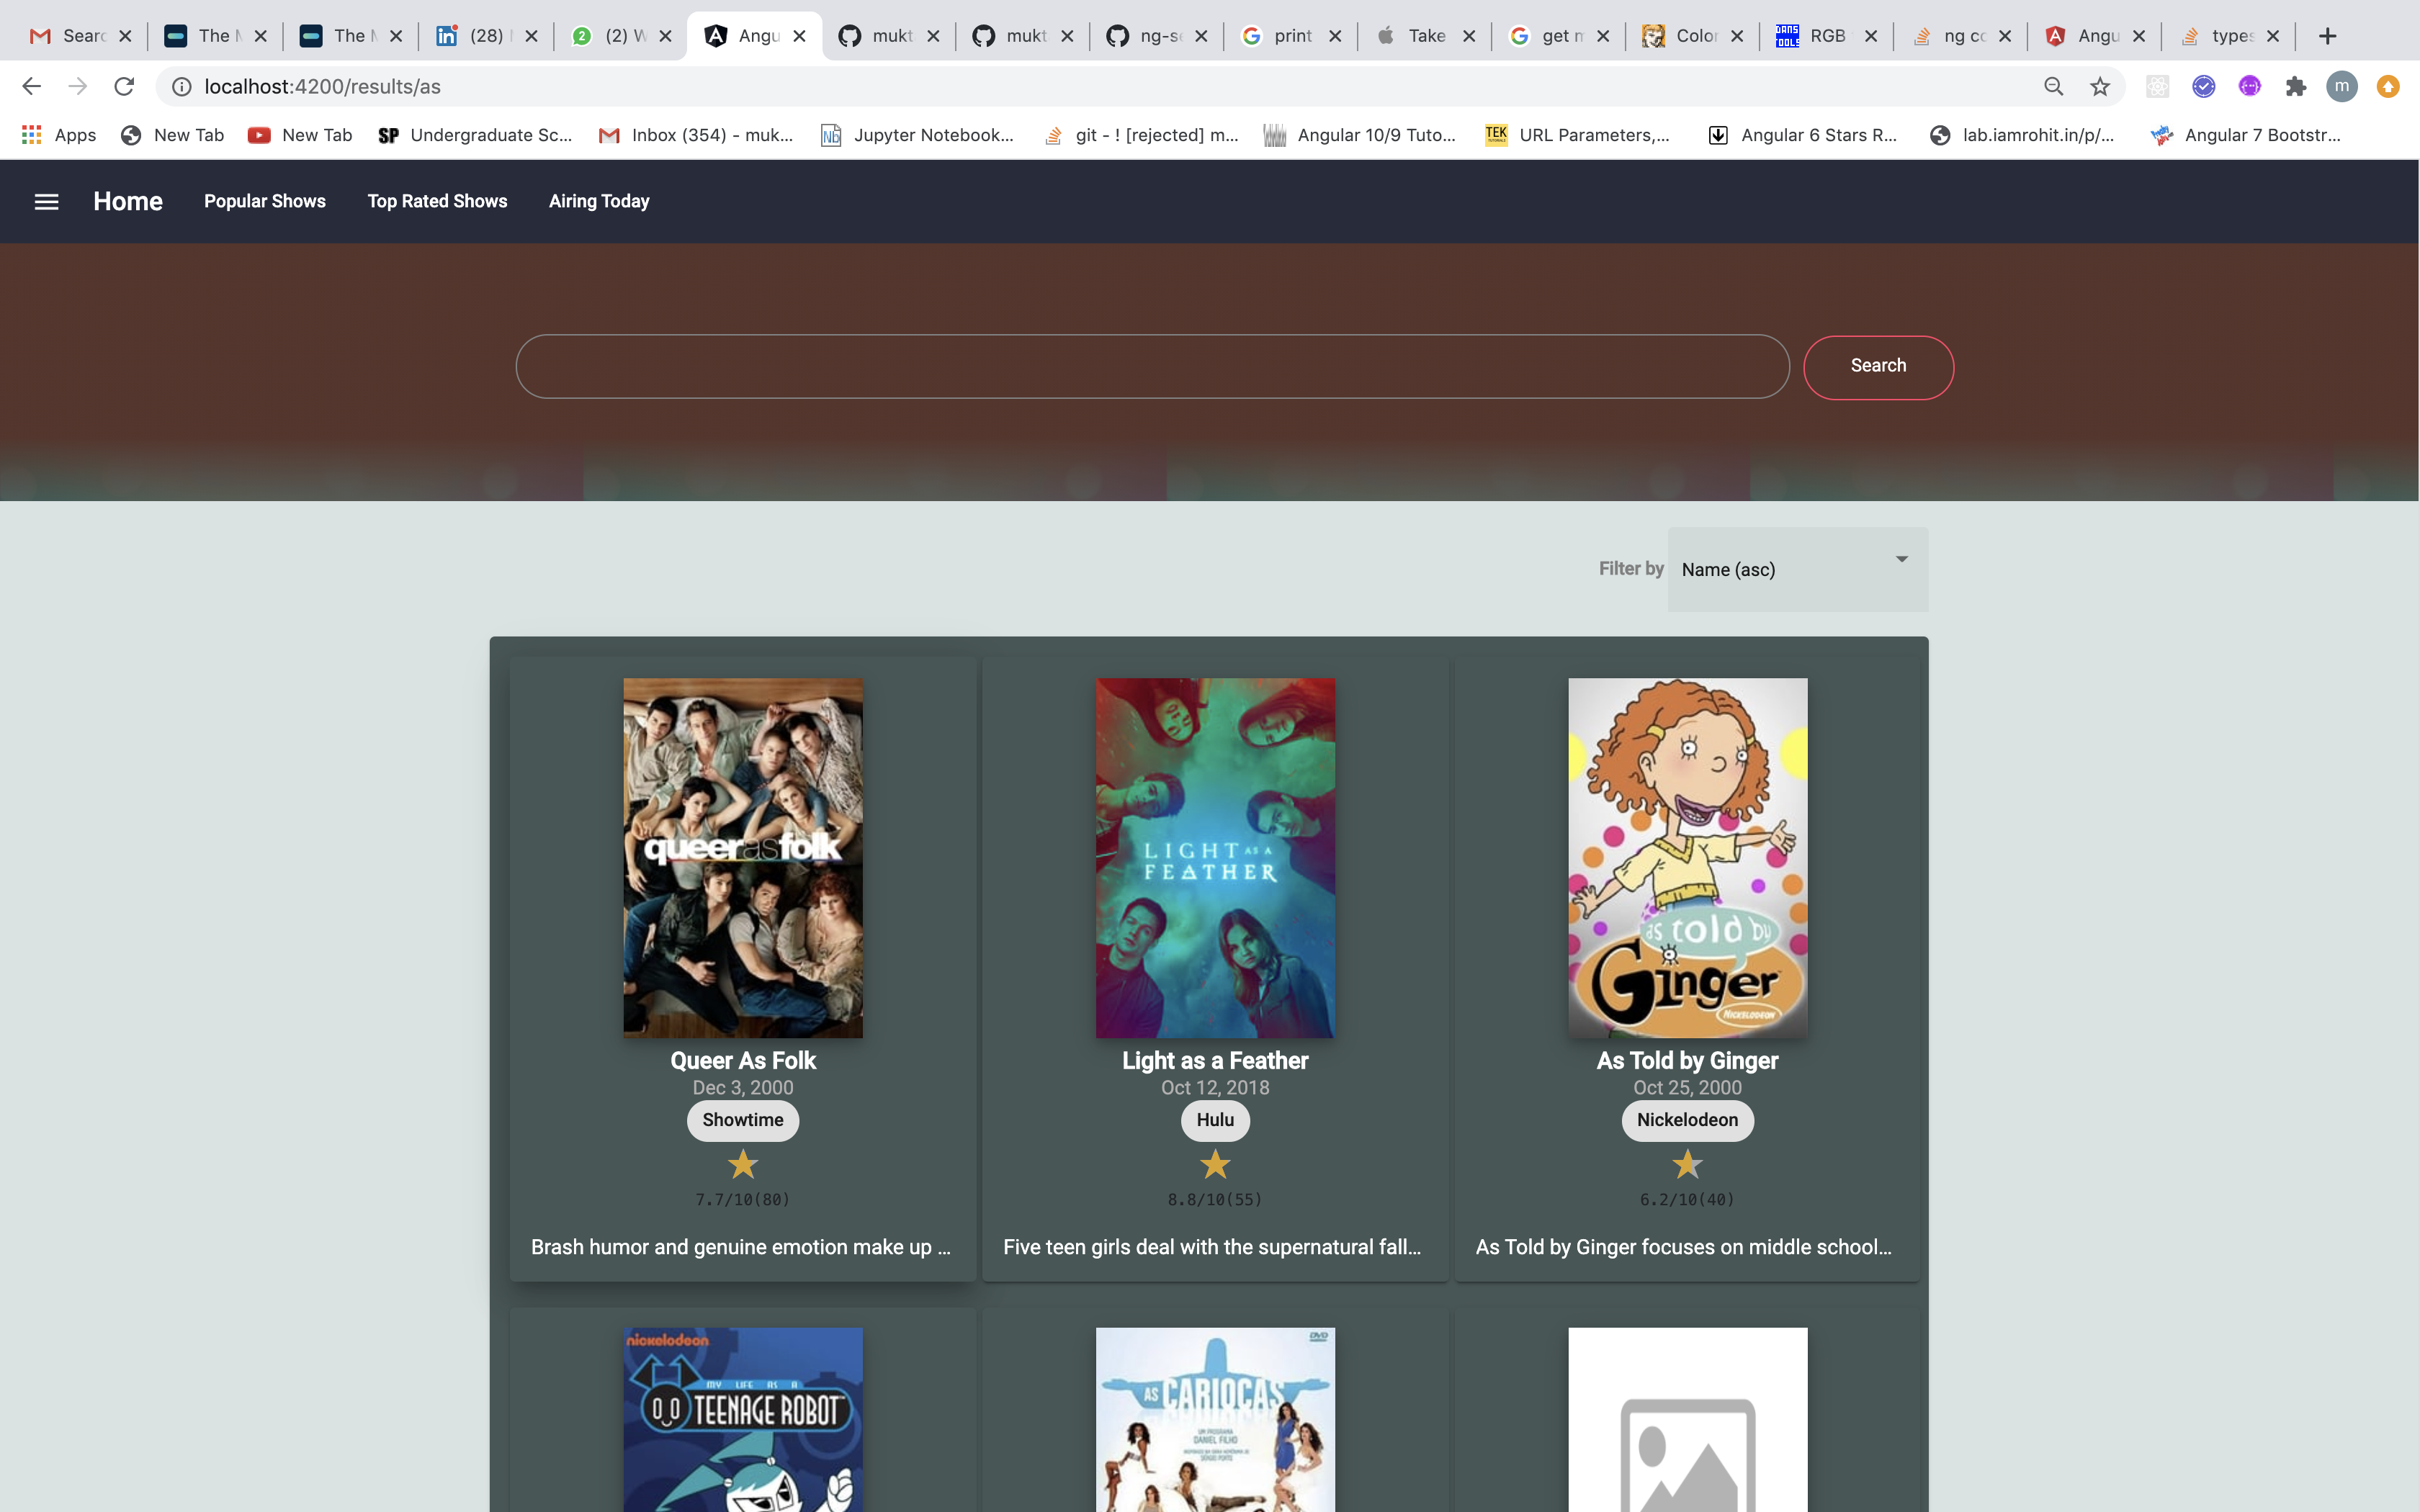 Searc The M The M (28) (2) W Angu mukt mukt ng-se print Take get m Color RGB ng co Angu types
localhost:4200/results/as
Apps New Tab New Tab Undergraduate Sc... Inbox (354) - muk... Jupyter Notebook... git - ! [rejected] m... Angular 10/9 Tuto... URL Parameters,... Angular 6 Stars R... lab.iamrohit.in/p/... Angular 7 Bootstr...
Home Popular Shows Top Rated Shows Airing Today
Search
Filter by Name (asc)
queerasfolk
LIGHT AS A
FEATHER
as told by
Ginger
NICKELODEON
Queer As Folk
Dec 3, 2000
Showtime
7.7/10(80)
Brash humor and genuine emotion make up ...
Light as a Feather
Oct 12, 2018
Hulu
8.8/10(55)
Five teen girls deal with the supernatural fall...
As Told by Ginger
Oct 25, 2000
Nickelodeon
6.2/10(40)
As Told by Ginger focuses on middle school...
nickelodeon
MY LIFE AS A
TEENAGE ROBOT
DVD
AS CARIOCAS
UM PROGRAMA
DANIEL FILHO